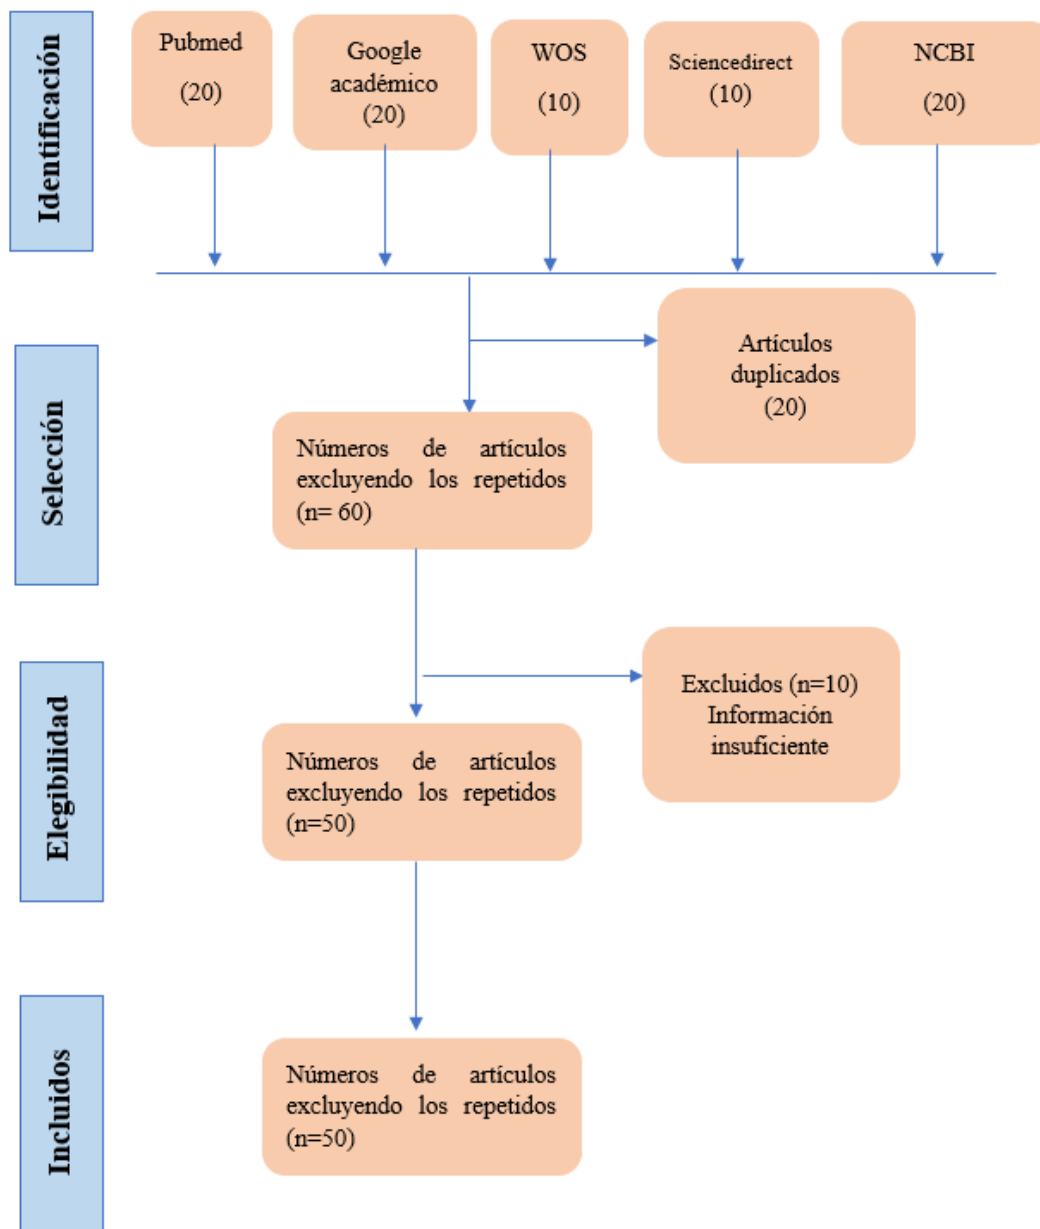 Identificación
Pubmed
(20)
Google
académico
(20)
WOS
(10)
Sciencedirect
(10)
NCBI
(20)
Selección
Artículos
duplicados
(20)
Números de artículos
excluyendo los repetidos
(n= 60)
Elegibilidad
Excluidos (n=10)
Información
insuficiente
Números de artículos
excluyendo los repetidos
(n=50)
Incluidos
Números de artículos
excluyendo los repetidos
(n=50)